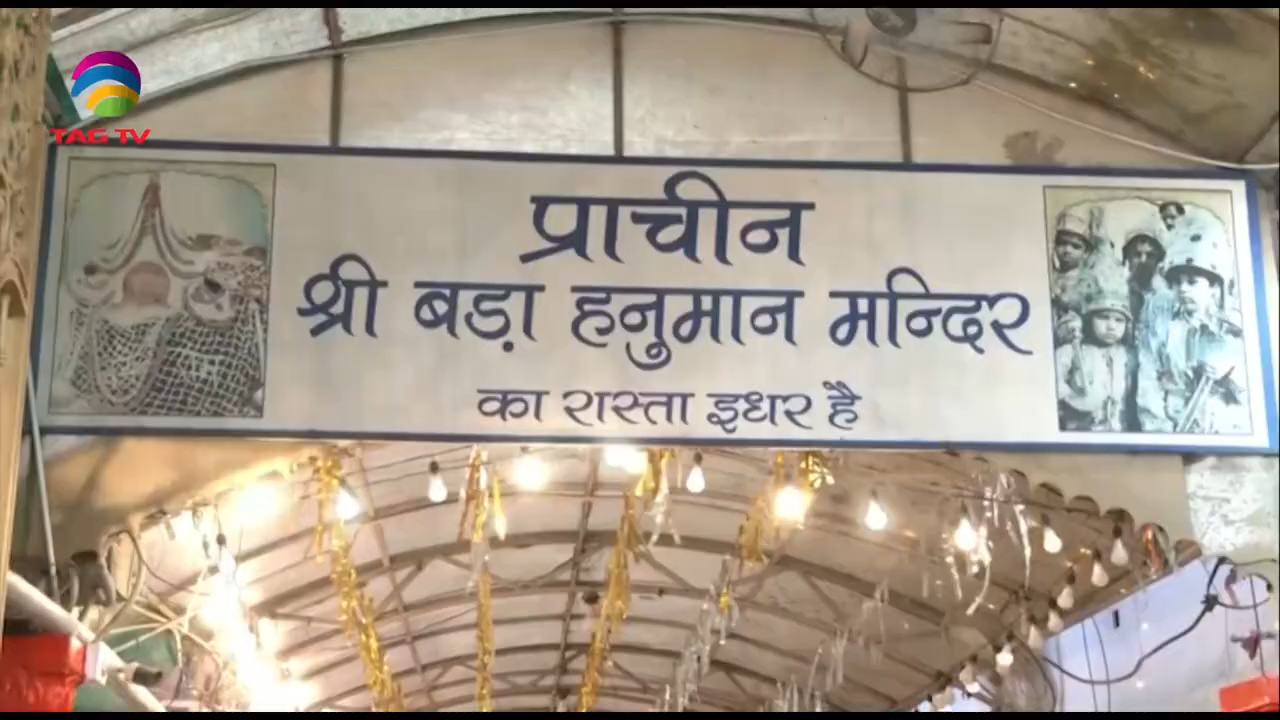 TAG TV
प्राचीन
श्री बड़ा हनुमान मन्दिर
का रास्ता इधर है